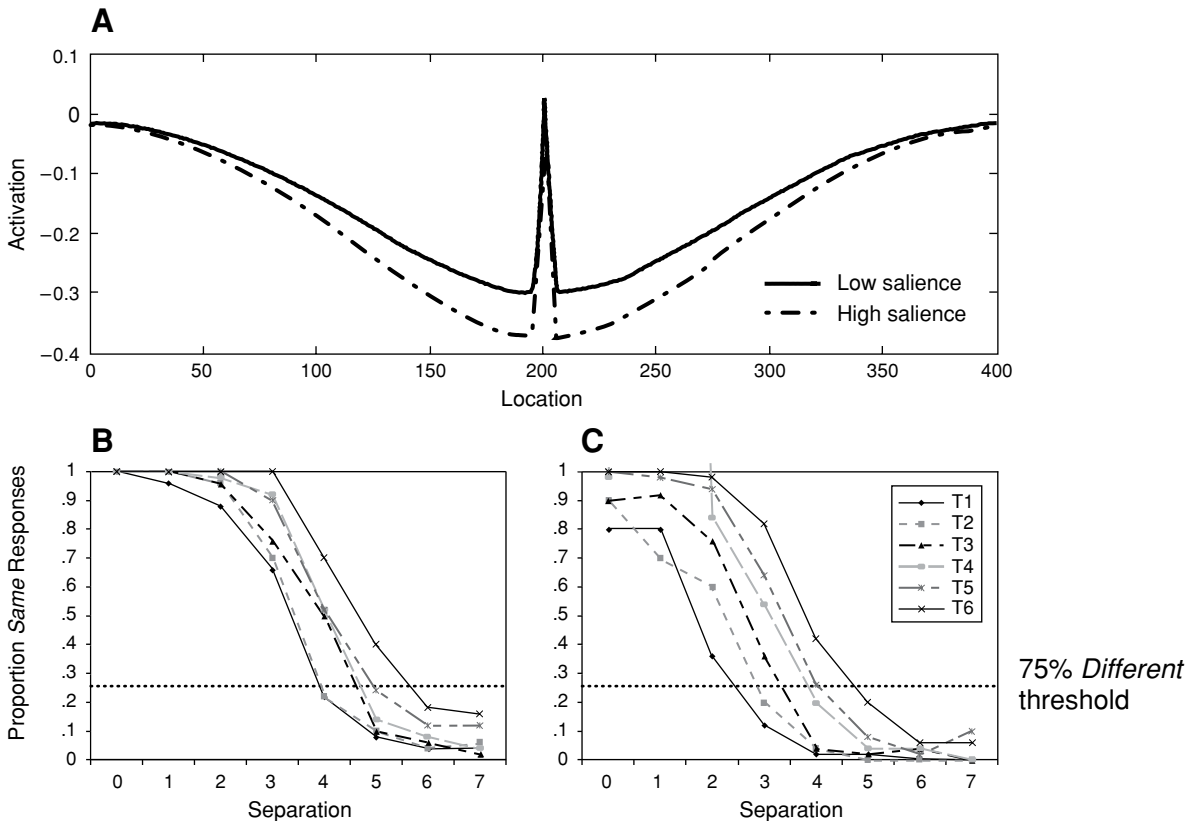 A
Activation
0.1
0
−0.1
−0.2
−0.3
−0.4
Low salience
High salience
0 50 100 150 200 250 300 350 400
Location
B
Proportion Same Responses
1
.9
.8
.7
.6
.5
.4
.3
.2
.1
0
0 1 2 3 4 5 6 7
Separation
C
1
.9
.8
.7
.6
.5
.4
.3
.2
.1
0
T1
T2
T3
T4
T5
T6
0 1 2 3 4 5 6 7
Separation
75% Different
threshold